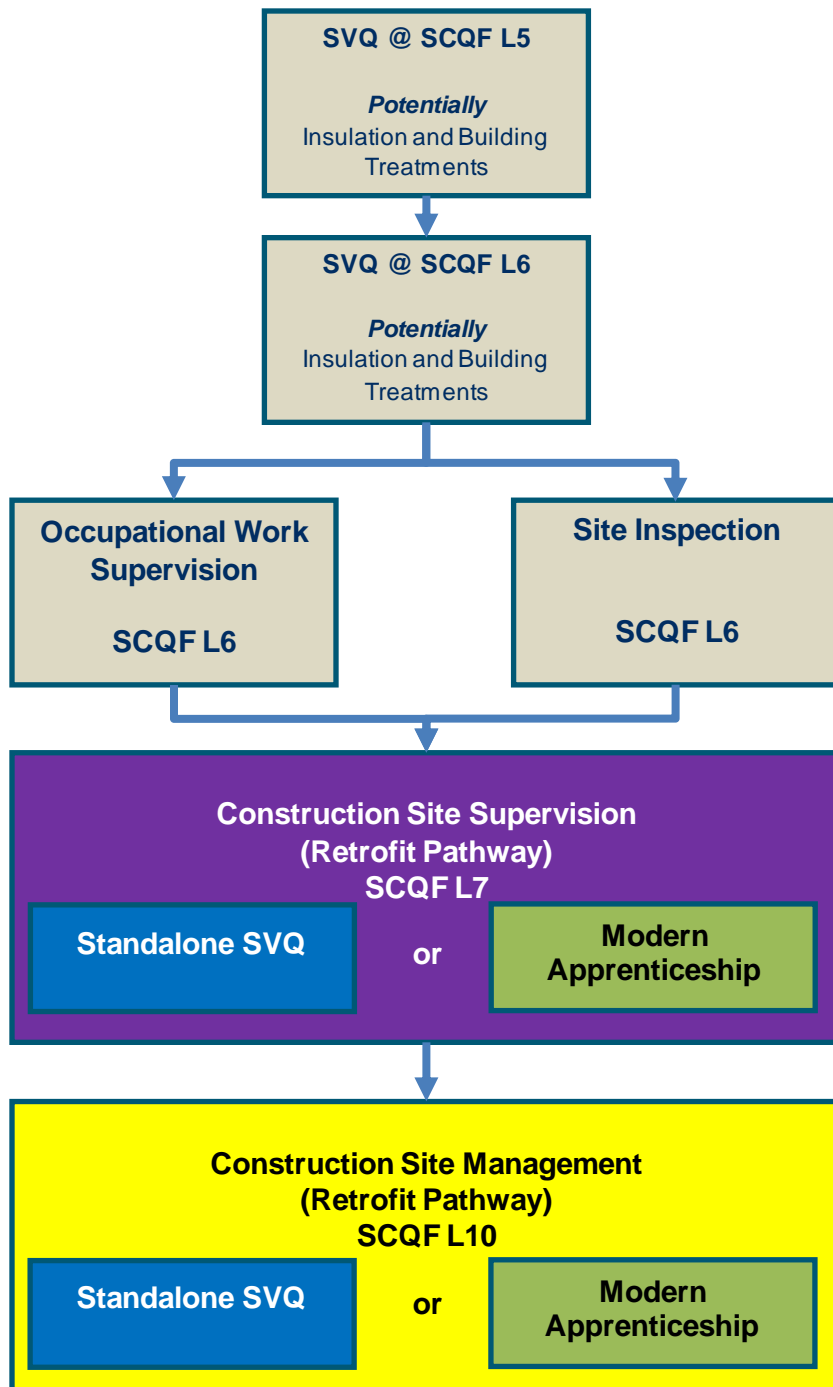 SVQ @ SCQF L5
Potentially
Insulation and Building
Treatments
SVQ @ SCQF L6
Potentially
Insulation and Building
Treatments
Occupational Work
Supervision
SCQF L6
Site Inspection
SCQF L6
Construction Site Supervision
(Retrofit Pathway)
SCQF L7
Standalone SVQ
or
Modern
Apprenticeship
Construction Site Management
(Retrofit Pathway)
SCQF L10
Standalone SVQ
or
Modern
Apprenticeship